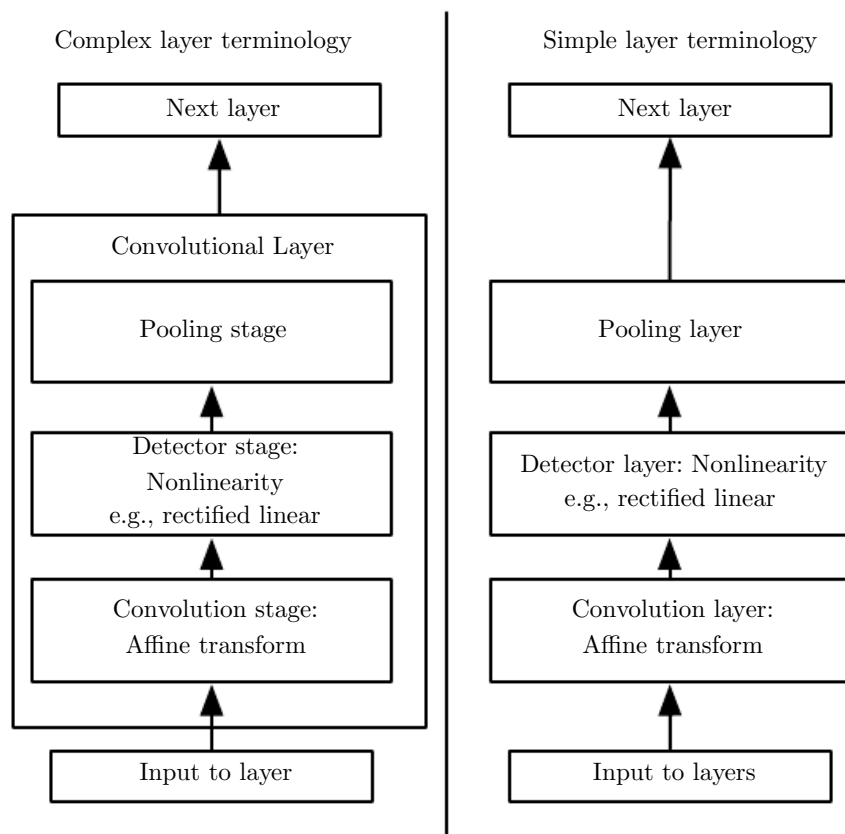 Complex layer terminology
Next layer
Convolutional Layer
Pooling stage
Detector stage:
Nonlinearity
e.g., rectified linear
Convolution stage:
Affine transform
Input to layer
Simple layer terminology
Next layer
Pooling layer
Detector layer: Nonlinearity
e.g., rectified linear
Convolution layer:
Affine transform
Input to layers